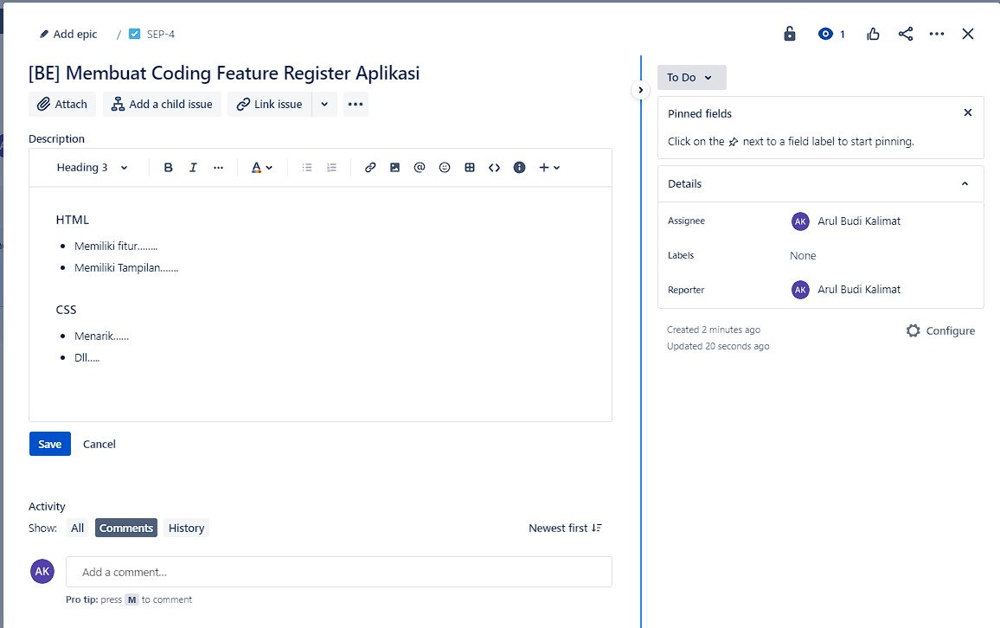 Add epic / SEP-4
1
[BE] Membuat Coding Feature Register Aplikasi
Attach Add a child issue Link issue
Description
Heading 3 B I ... A
HTML
Memiliki fitur........
Memiliki Tampilan.......
CSS
Menarik......
Dll.....
Save Cancel
Activity
Show: All Comments History Newest first
AK Add a comment...
Pro tip: press M to comment
To Do
Pinned fields
Click on the next to a field label to start pinning.
Details
Assignee AK Arul Budi Kalimat
Labels None
Reporter AK Arul Budi Kalimat
Created 2 minutes ago Configure
Updated 20 seconds ago